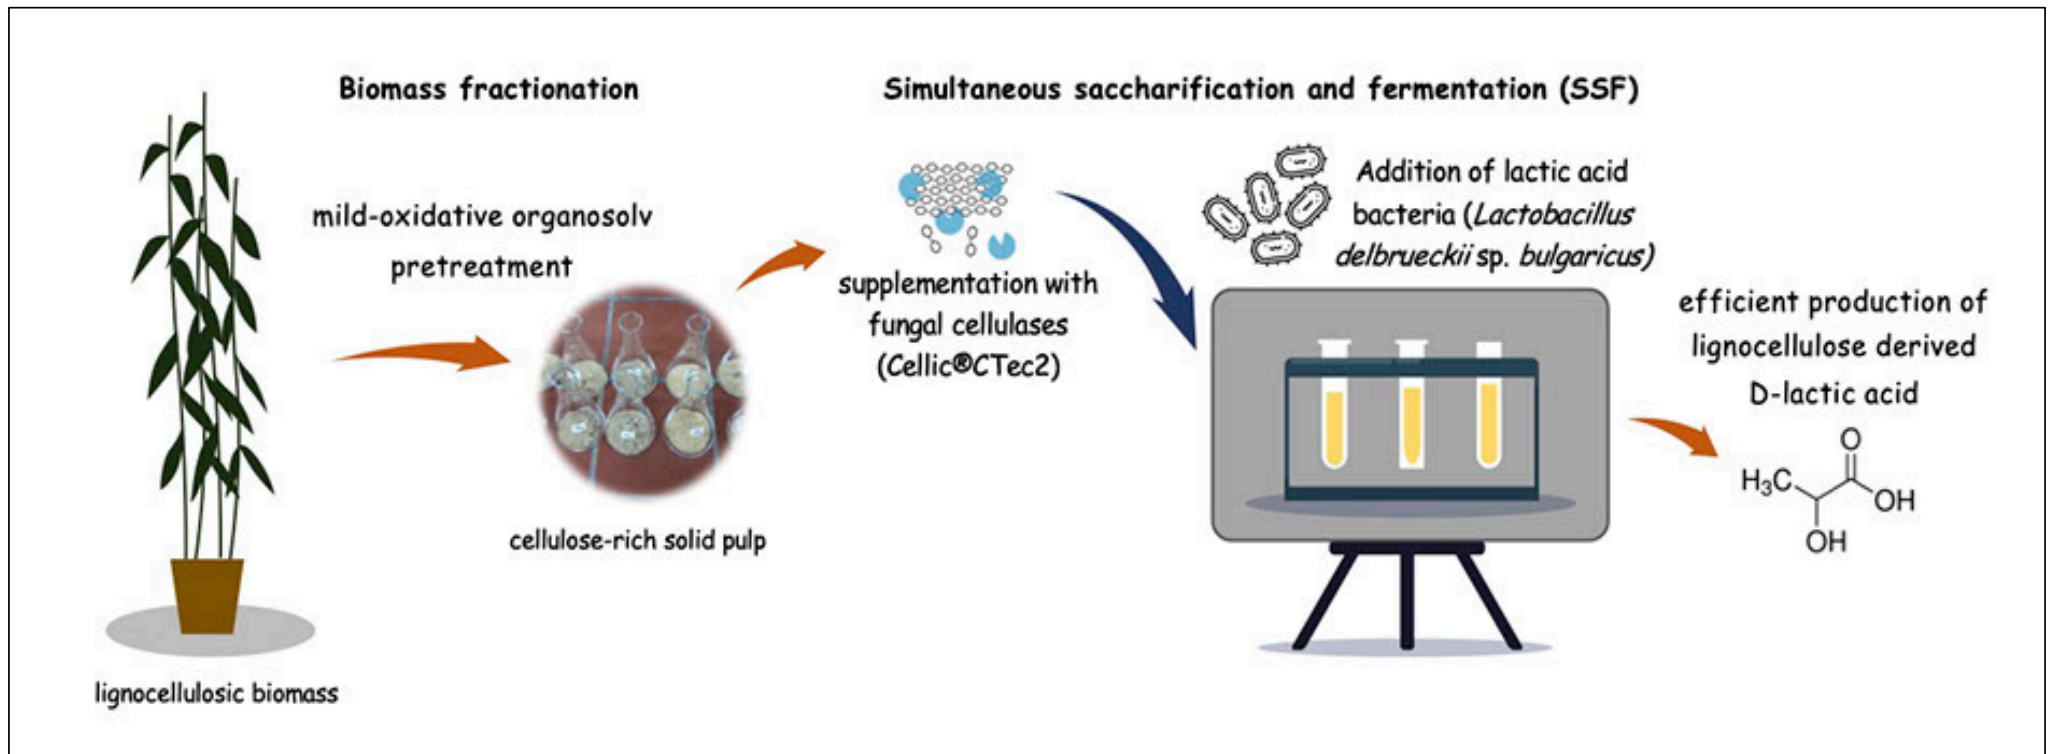 Biomass fractionation
mild-oxidative organosolv
pretreatment
cellulose-rich solid pulp
lignocellulosic biomass
Simultaneous saccharification and fermentation (SSF)
supplementation with
fungal cellulases
(Cellic®CTec2)
Addition of lactic acid
bacteria (Lactobacillus
delbrueckii sp. bulgaricus)
efficient production of
lignocellulose derived
D-lactic acid
O
H₃C
OH
OH